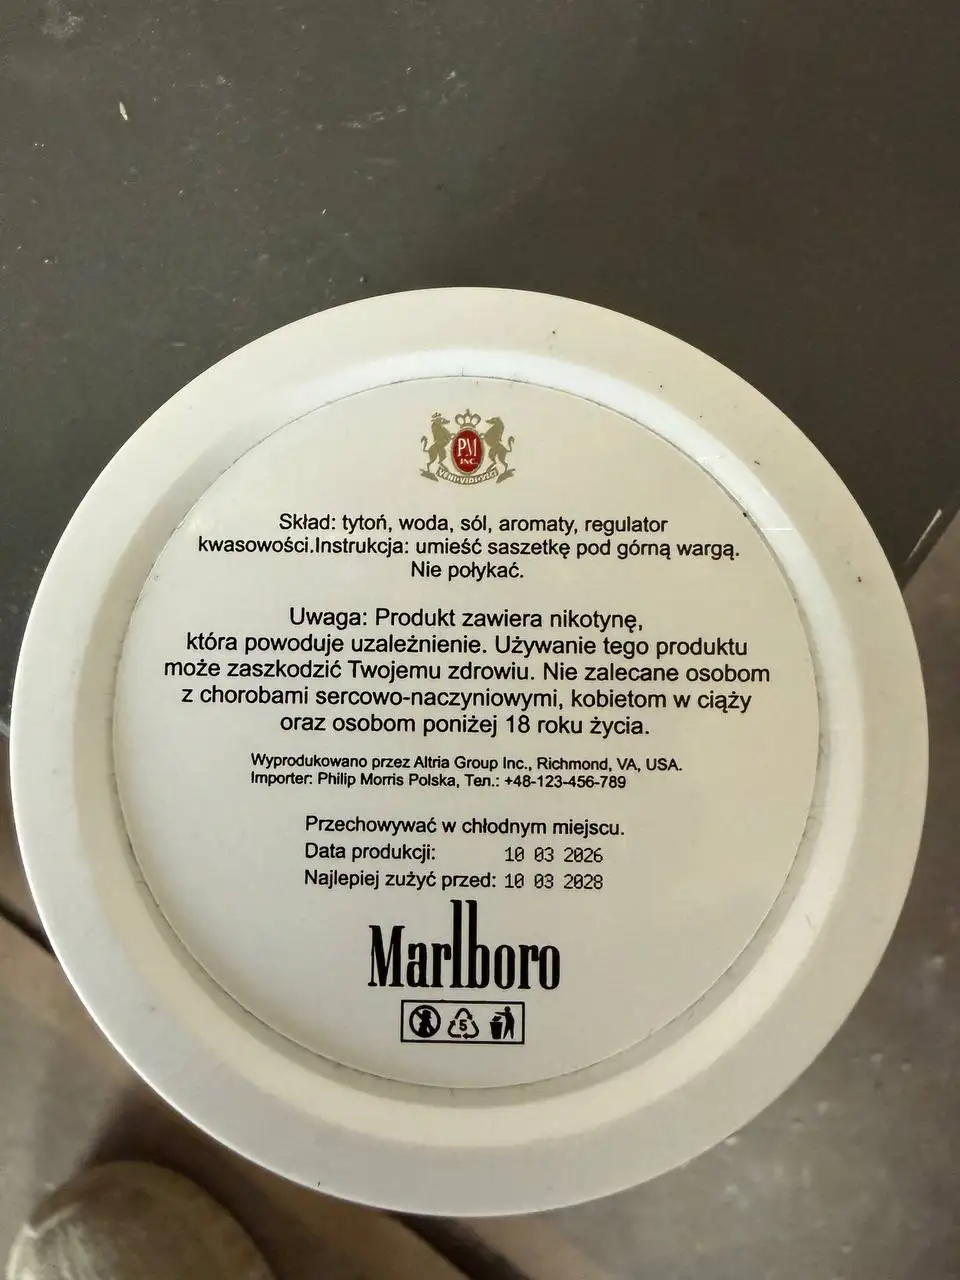 PM
INC.
VENI·VIDI·VICI
Skład: tytoń, woda, sól, aromaty, regulator
kwasowości.Instrukcja: umieść saszetkę pod górną wargą.
Nie połykać.
Uwaga: Produkt zawiera nikotynę,
która powoduje uzależnienie. Używanie tego produktu
może zaszkodzić Twojemu zdrowiu. Nie zalecane osobom
z chorobami sercowo-naczyniowymi, kobietom w ciąży
oraz osobom poniżej 18 roku życia.
Wyprodukowano przez Altria Group Inc., Richmond, VA, USA.
Importer: Philip Morris Polska, Тел.: +48-123-456-789
Przechowywać w chłodnym miejscu.
Data produkcji: 10 03 2026
Najlepiej zużyć przed: 10 03 2028
Marlboro
5